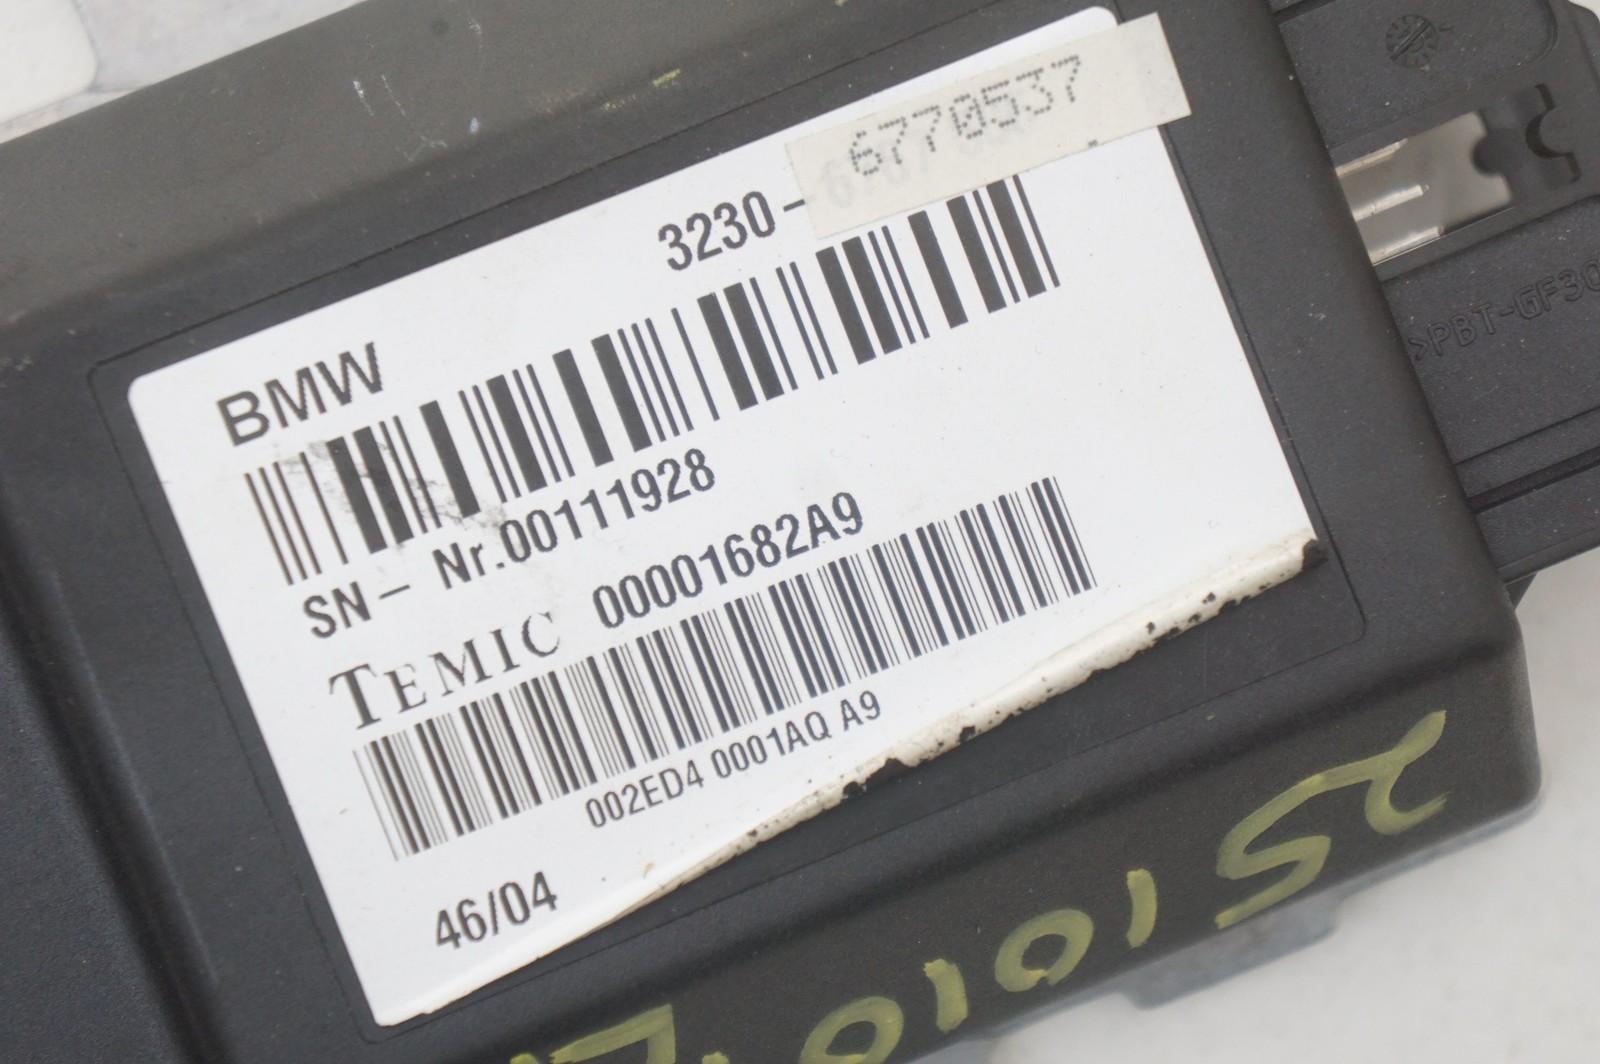 6770537
3230-
BMW
SN- Nr.00111928
TEMIC 00001682A9
002ED4 0001AQ A9
46/04
>PBT-GF30